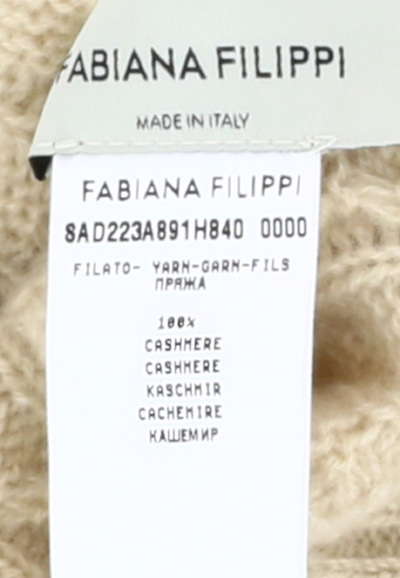 FABIANA FILIPPI
MADE IN ITALY
FABIANA FILIPPI
SAD223A891H840 0000
FILATO- YARN-GARN-FILS
ПРЯЖА
100%
CASHMERE
CASHMERE
KASCHMIR
CACHEMIRE
КАШЕМИР